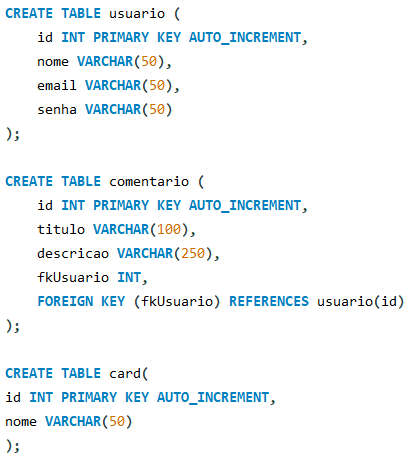 CREATE TABLE usuario (
    id INT PRIMARY KEY AUTO_INCREMENT,
    nome VARCHAR(50),
    email VARCHAR(50),
    senha VARCHAR(50)
);

CREATE TABLE comentario (
    id INT PRIMARY KEY AUTO_INCREMENT,
    titulo VARCHAR(100),
    descricao VARCHAR(250),
    fkUsuario INT,
    FOREIGN KEY (fkUsuario) REFERENCES usuario(id)
);

CREATE TABLE card(
id INT PRIMARY KEY AUTO_INCREMENT,
nome VARCHAR(50)
);